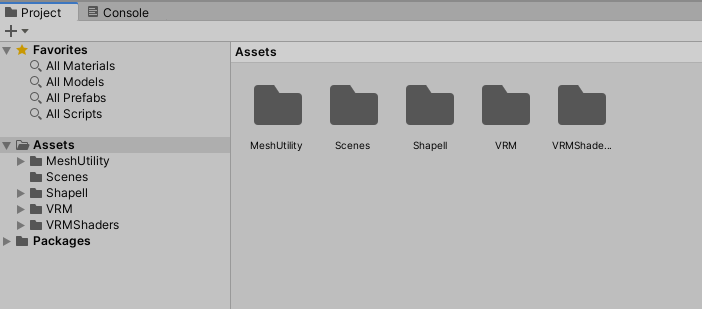 Project
Console
Favorites
All Materials
All Models
All Prefabs
All Scripts
Assets
MeshUtility
Scenes
Shapell
VRM
VRMShaders
Packages
Assets
MeshUtility
Scenes
Shapell
VRM
VRMShade...